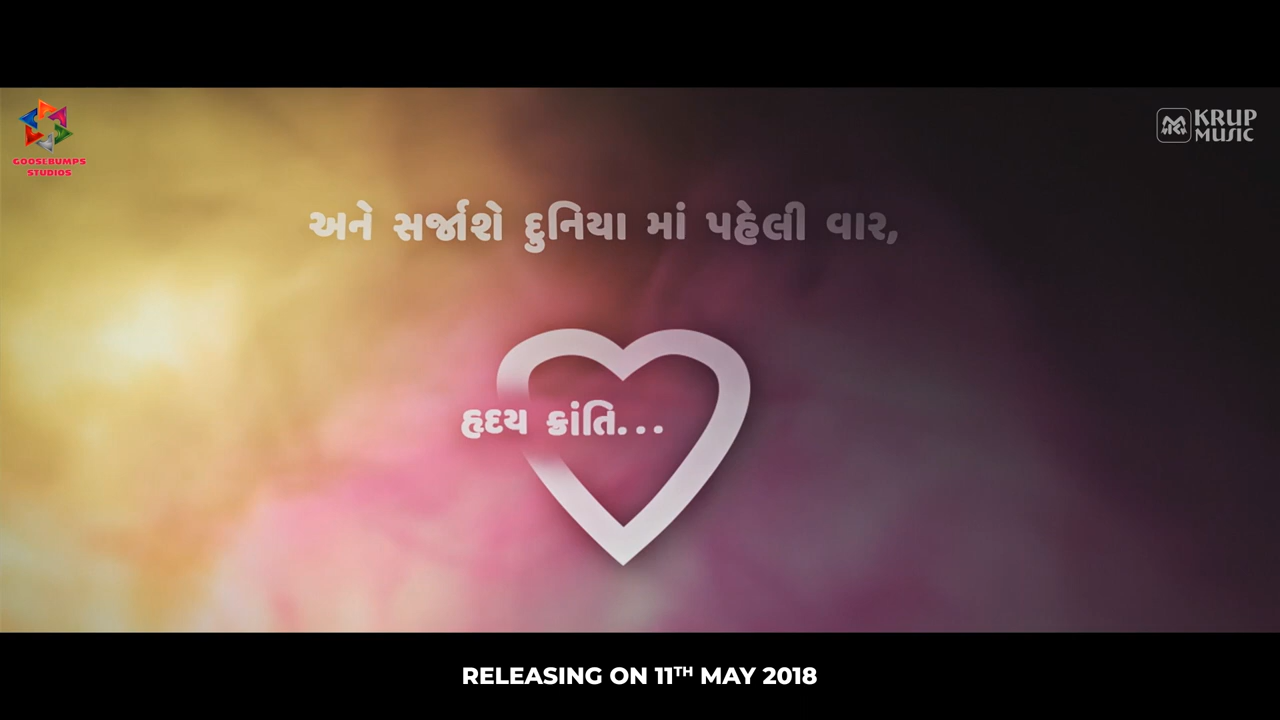 GOOSEBUMPS
STUDIOS
KRUP
MUSIC
અને સર્જાશે દુનિયા માં પહેલી વાર,
હૃદય ક્રાંતિ...
RELEASING ON 11TH MAY 2018